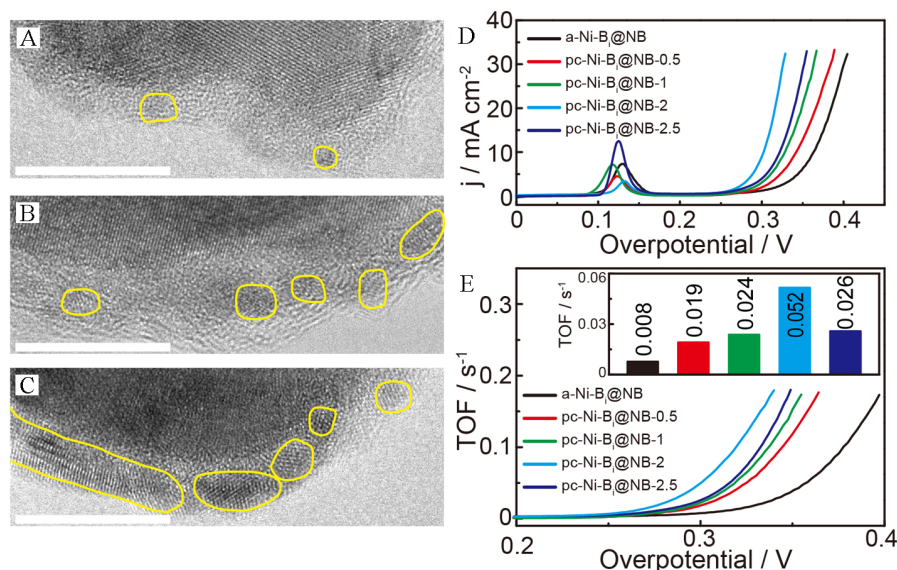 A
B
C
D
j / mA cm-2
40
30
20
10
0
a-Ni-Bi@NB
pc-Ni-Bi@NB-0.5
pc-Ni-Bi@NB-1
pc-Ni-Bi@NB-2
pc-Ni-Bi@NB-2.5
0 0.1 0.2 0.3 0.4
Overpotential / V
E
TOF / s-1
0.3
0.2
0.1
0
TOF / s-1
0.06
0.03
0
0.008 0.019 0.024 0.052 0.026
a-Ni-Bi@NB
pc-Ni-Bi@NB-0.5
pc-Ni-Bi@NB-1
pc-Ni-Bi@NB-2
pc-Ni-Bi@NB-2.5
0.2 0.3 0.4
Overpotential / V